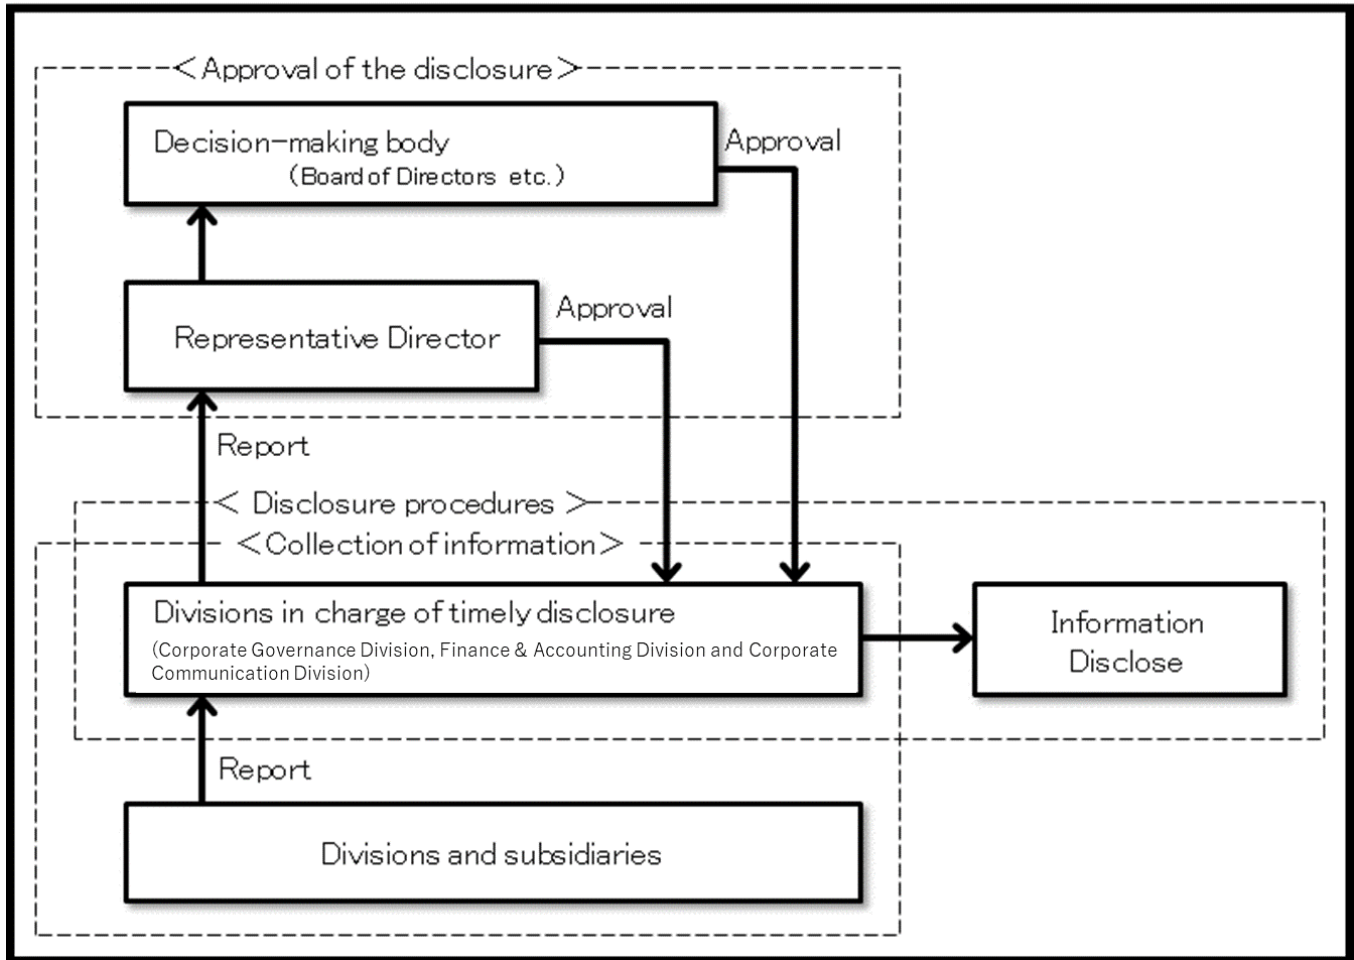 ＜Approval of the disclosure＞
Decision-making body
(Board of Directors etc.)
Approval
Representative Director
Approval
Report
＜ Disclosure procedures ＞
＜Collection of information＞
Divisions in charge of timely disclosure
(Corporate Governance Division, Finance & Accounting Division and Corporate
Communication Division)
Information
Disclose
Report
Divisions and subsidiaries